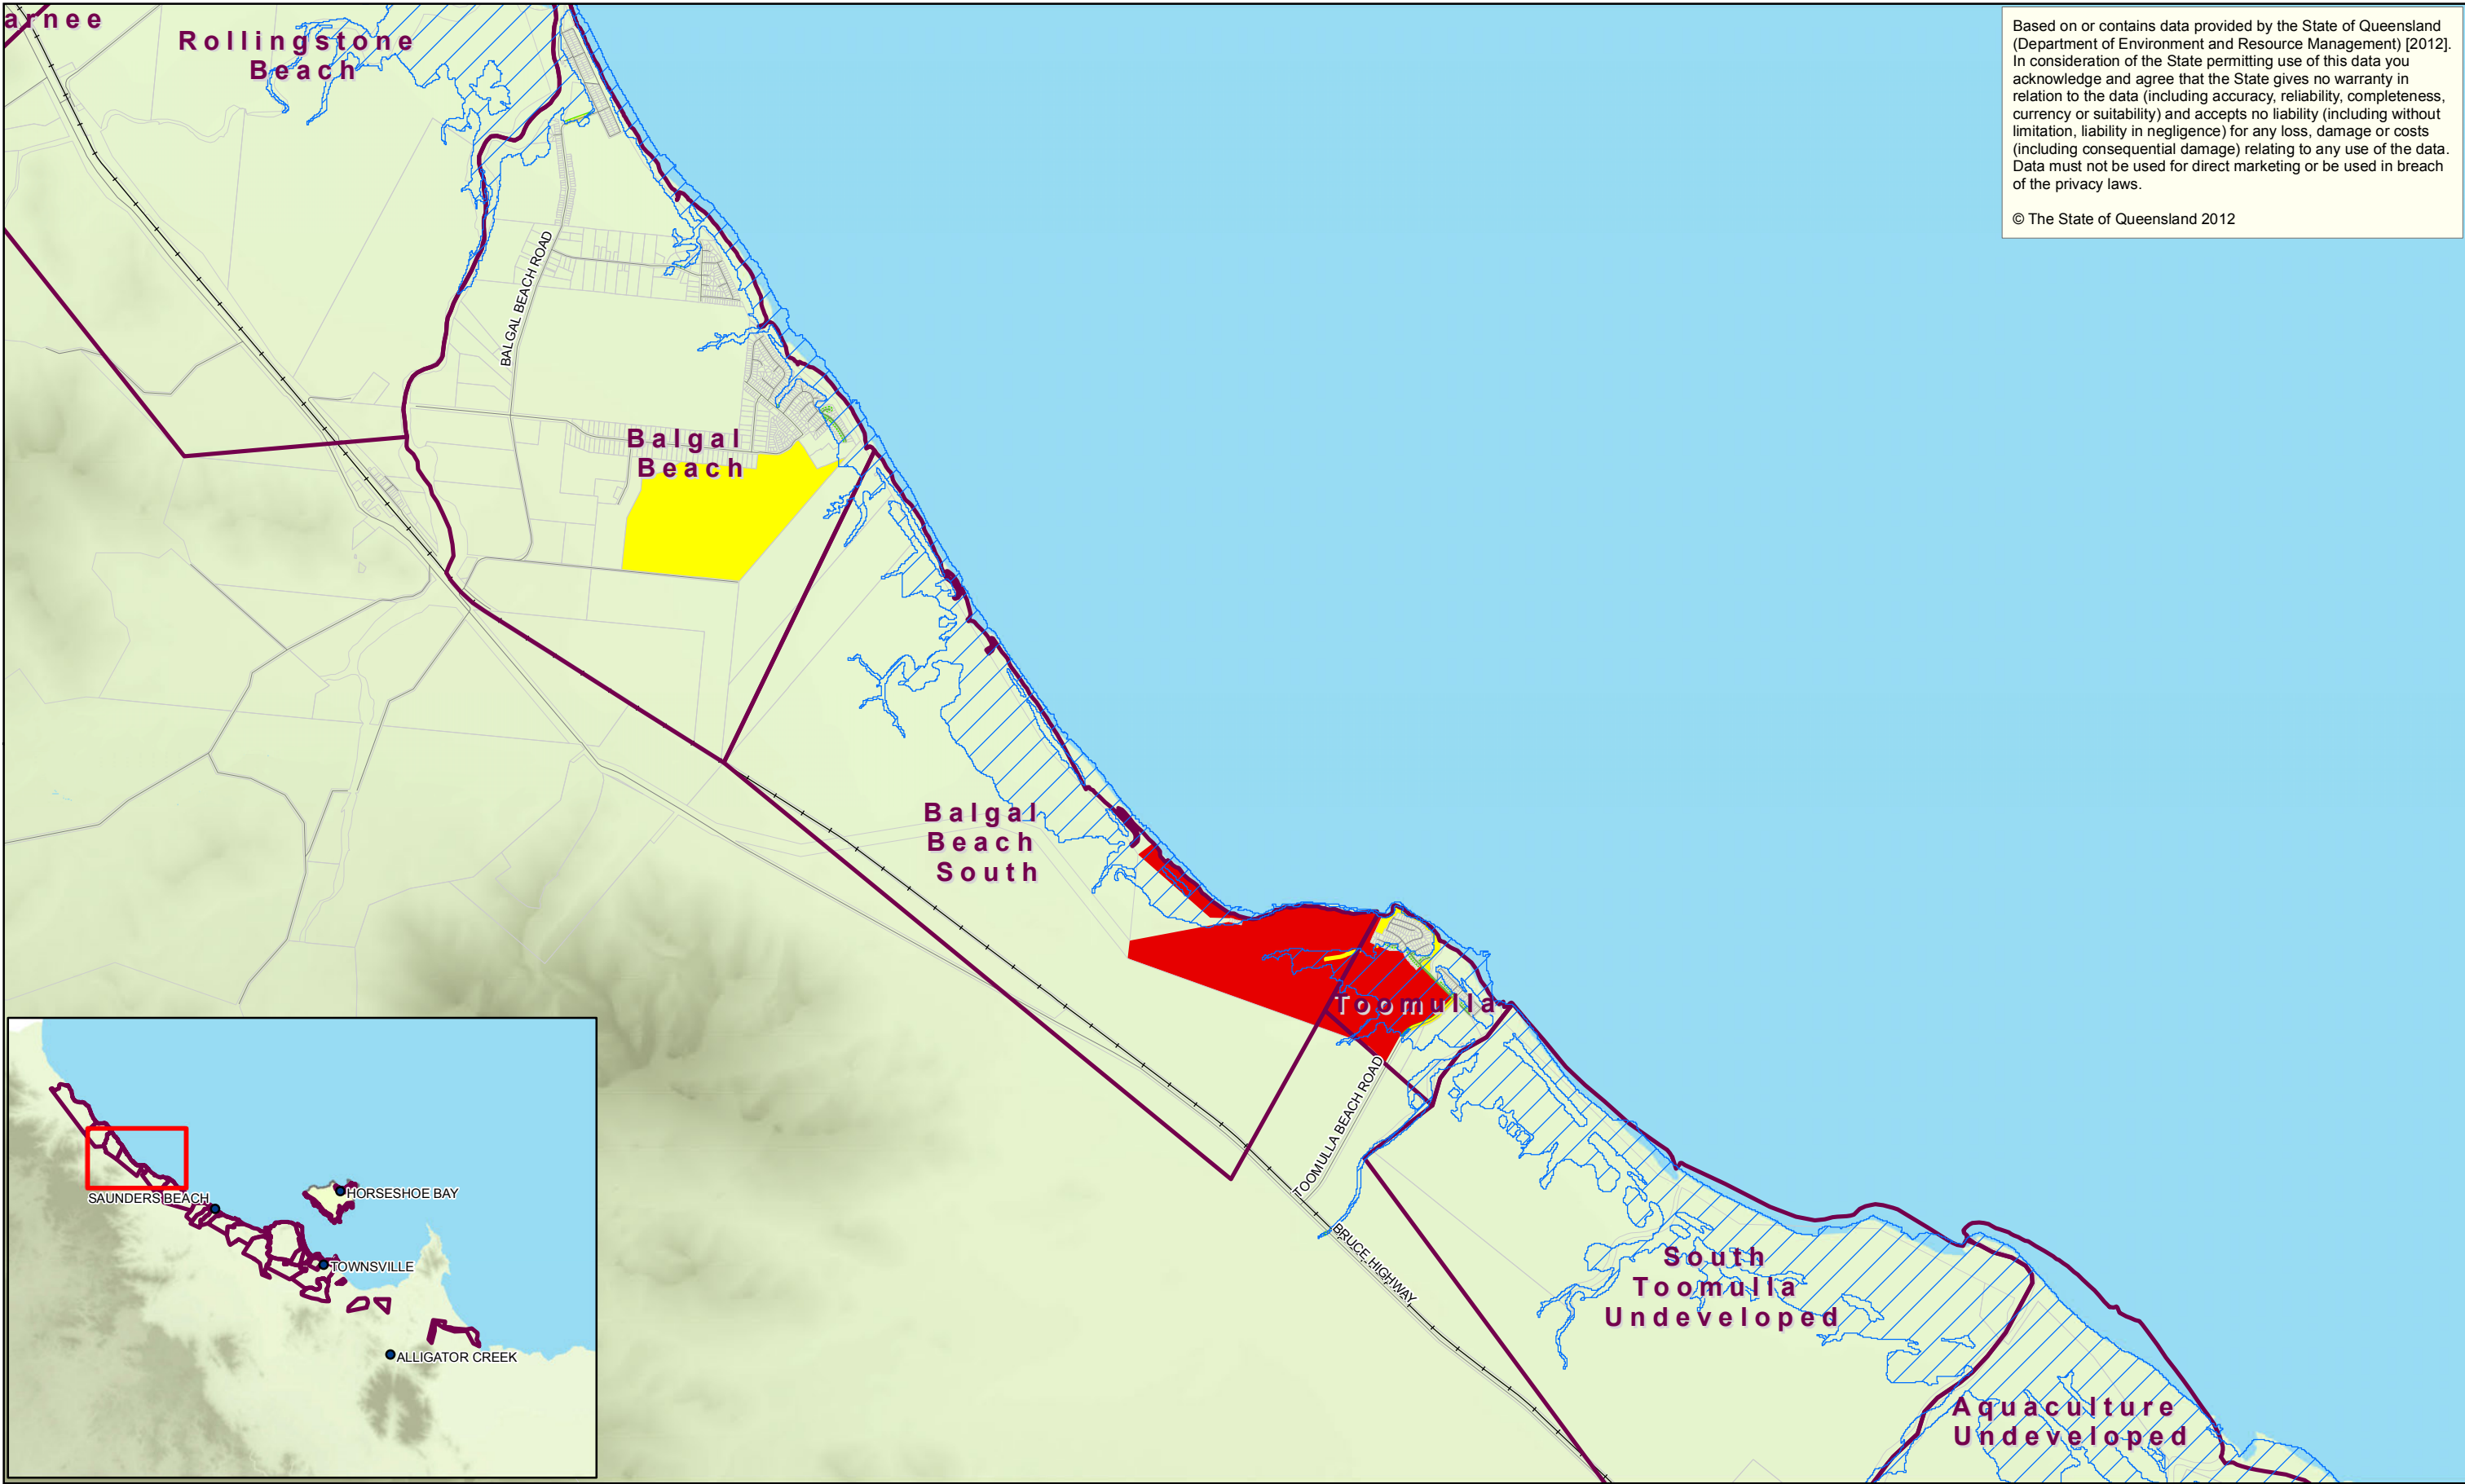 arnee
Rollingstone
Beach
Based on or contains data provided by the State of Queensland
(Department of Environment and Resource Management) [2012].
In consideration of the State permitting use of this data you
acknowledge and agree that the State gives no warranty in
relation to the data (including accuracy, reliability, completeness,
currency or suitability) and accepts no liability (including without
limitation, liability in negligence) for any loss, damage or costs
(including consequential damage) relating to any use of the data.
Data must not be used for direct marketing or be used in breach
of the privacy laws.
© The State of Queensland 2012
BALGAL BEACH ROAD
Balgal
Beach
Balgal
Beach
South
Toomulla
TOOMULLA BEACH ROAD
BRUCE HIGHWAY
South
Toomulla
Undeveloped
Aquaculture
Undeveloped
SAUNDERS BEACH
HORSESHOE BAY
TOWNSVILLE
ALLIGATOR CREEK